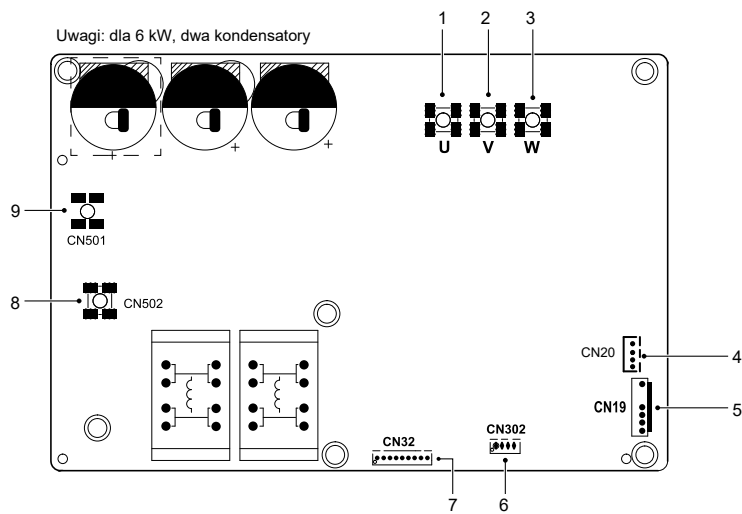 1 2 3
Uwagi: dla 6 kW, dwa kondensatory
U V W
9
CN501
8
CN502
CN20
4
CN19
5
CN302
CN32
7 6